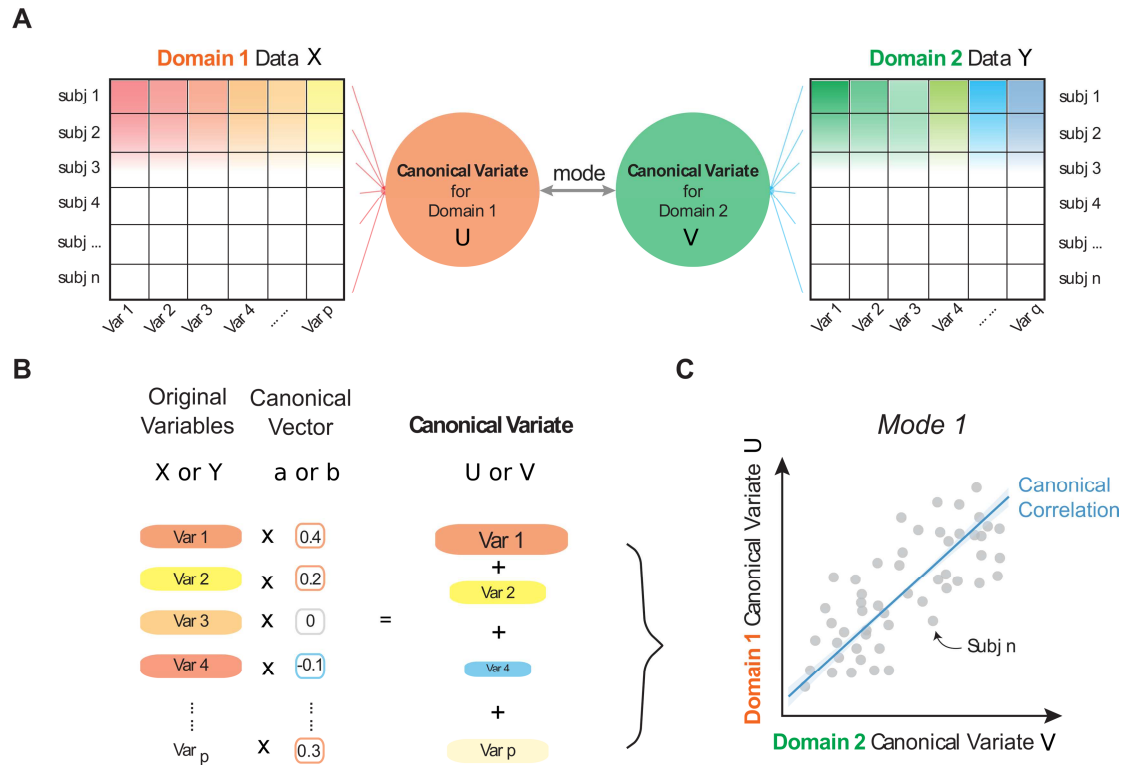 A
Domain 1 Data X
subj 1
subj 2
subj 3
subj 4
subj ...
subj n
Var 1
Var 2
Var 3
Var 4
... ...
Var p
Canonical Variate
for
Domain 1
U
mode
Canonical Variate
for
Domain 2
V
Domain 2 Data Y
subj 1
subj 2
subj 3
subj 4
subj ...
subj n
Var 1
Var 2
Var 3
Var 4
... ...
Var q
B
Original
Variables
X or Y
Canonical
Vector
a or b
Canonical Variate
U or V
Var 1 x 0.4
Var 2 x 0.2
Var 3 x 0
Var 4 x -0.1
Var p x 0.3
=
Var 1
+
Var 2
+
Var 4
+
Var p
C
Mode 1
Domain 1 Canonical Variate U
Canonical
Correlation
Subj n
Domain 2 Canonical Variate V